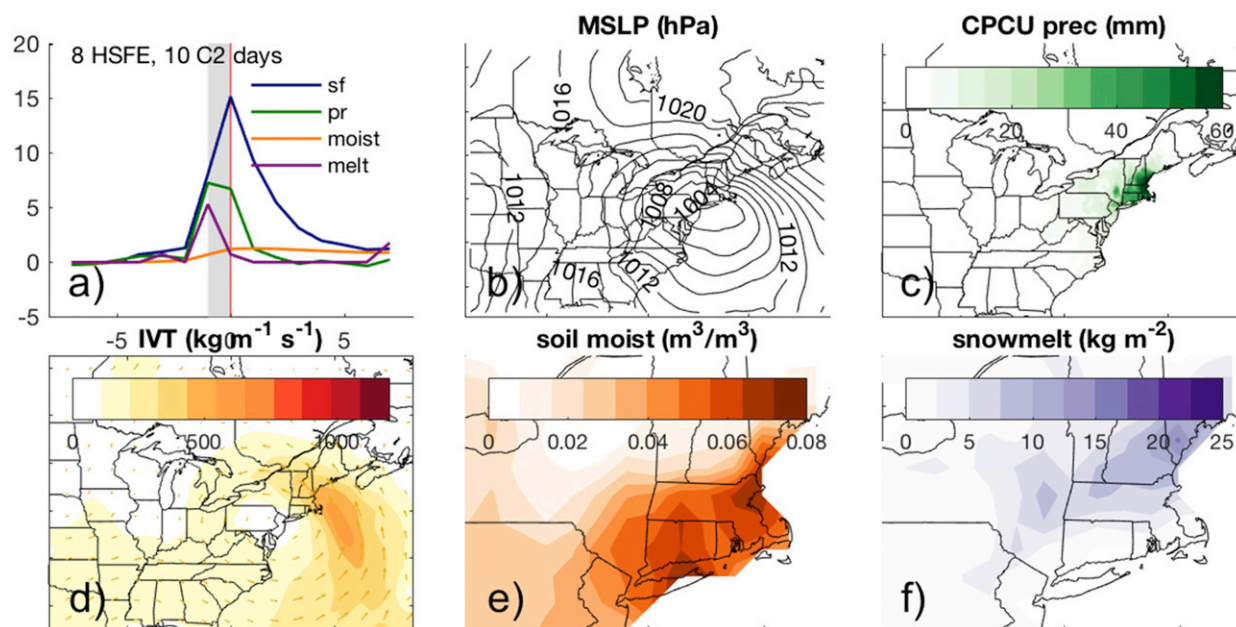 MSLP (hPa)
CPCU prec (mm)
20
15
10
5
0
-5
8 HSFE, 10 C2 days
sf
pr
moist
melt
a)
-5
0
5
1016
1020
1012
1008
1004
1012
1012
1016
b)
0
20
40
60
c)
IVT (kg m⁻¹ s⁻¹)
soil moist (m³/m³)
snowmelt (kg m⁻²)
0
500
1000
d)
0
0.02
0.04
0.06
0.08
e)
0
5
10
15
20
25
f)